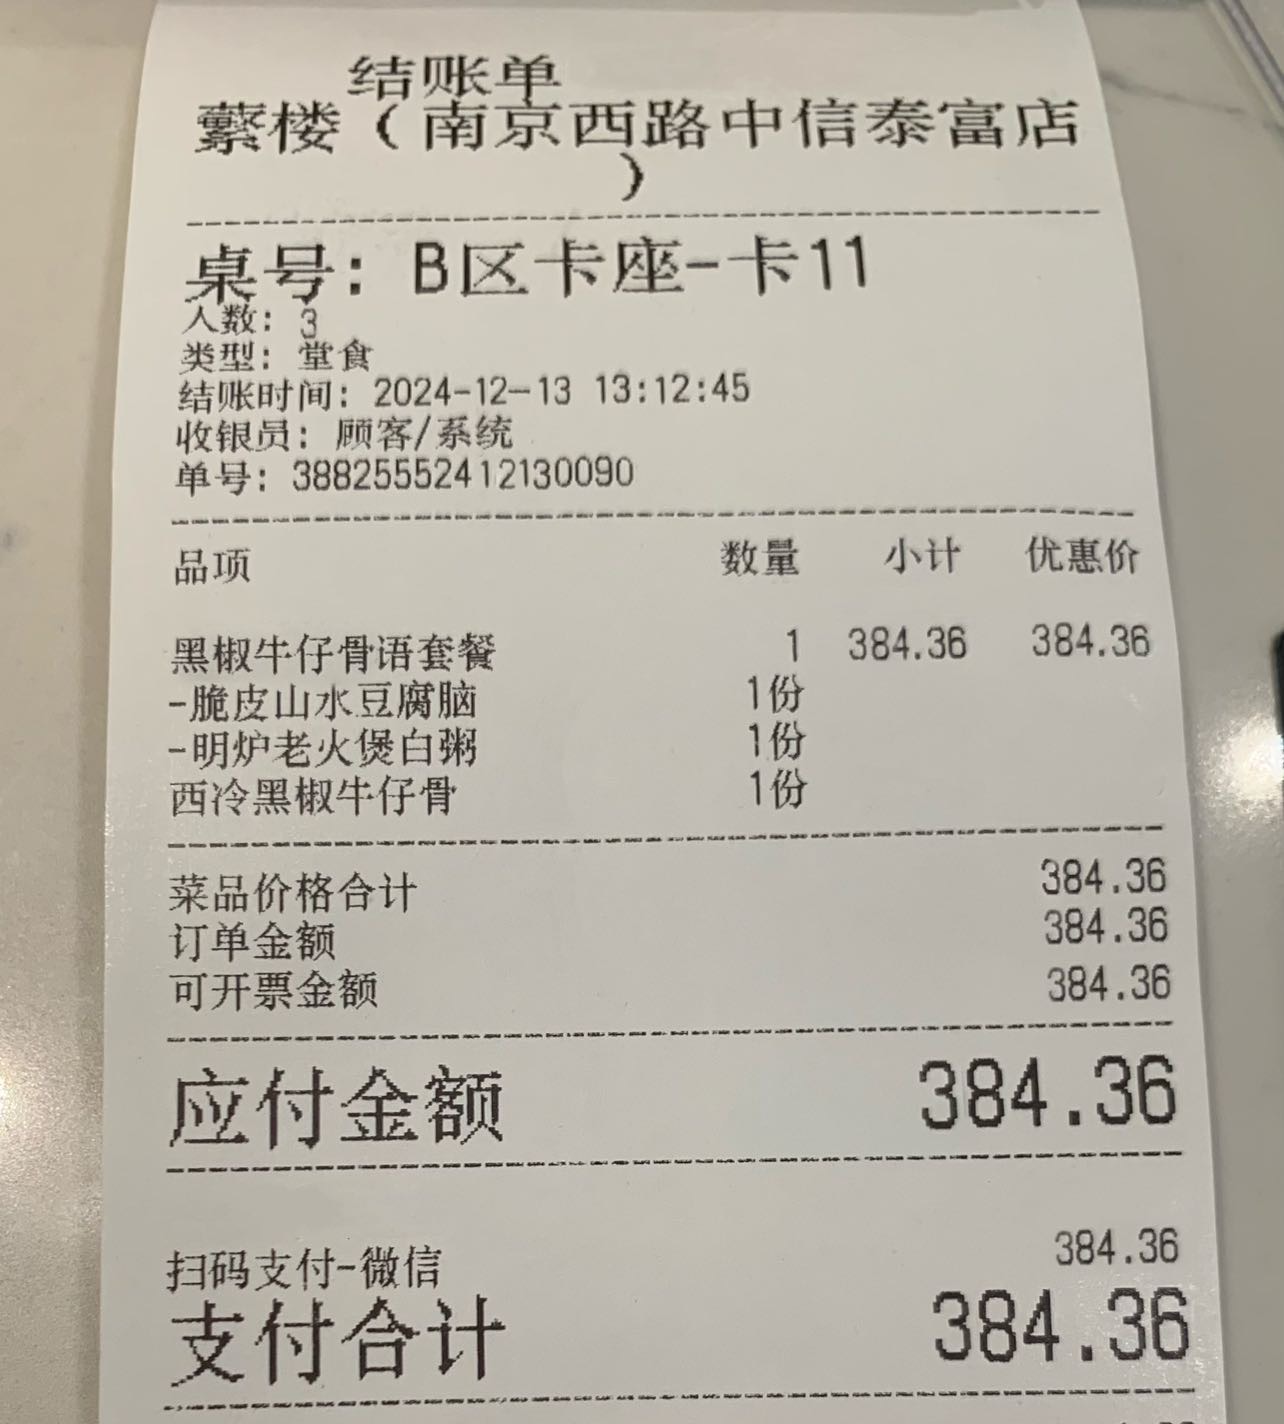 结账单
蘩楼（南京西路中信泰富店
）
桌号：B区卡座-卡11
人数：3
类型：堂食
结账时间：2024-12-13 13:12:45
收银员：顾客/系统
单号：38825552412130090
品项 数量 小计 优惠价
黑椒牛仔骨语套餐 1 384.36 384.36
-脆皮山水豆腐脑 1份
-明炉老火煲白粥 1份
西冷黑椒牛仔骨 1份
菜品价格合计 384.36
订单金额 384.36
可开票金额 384.36
应付金额 384.36
扫码支付-微信 384.36
支付合计 384.36